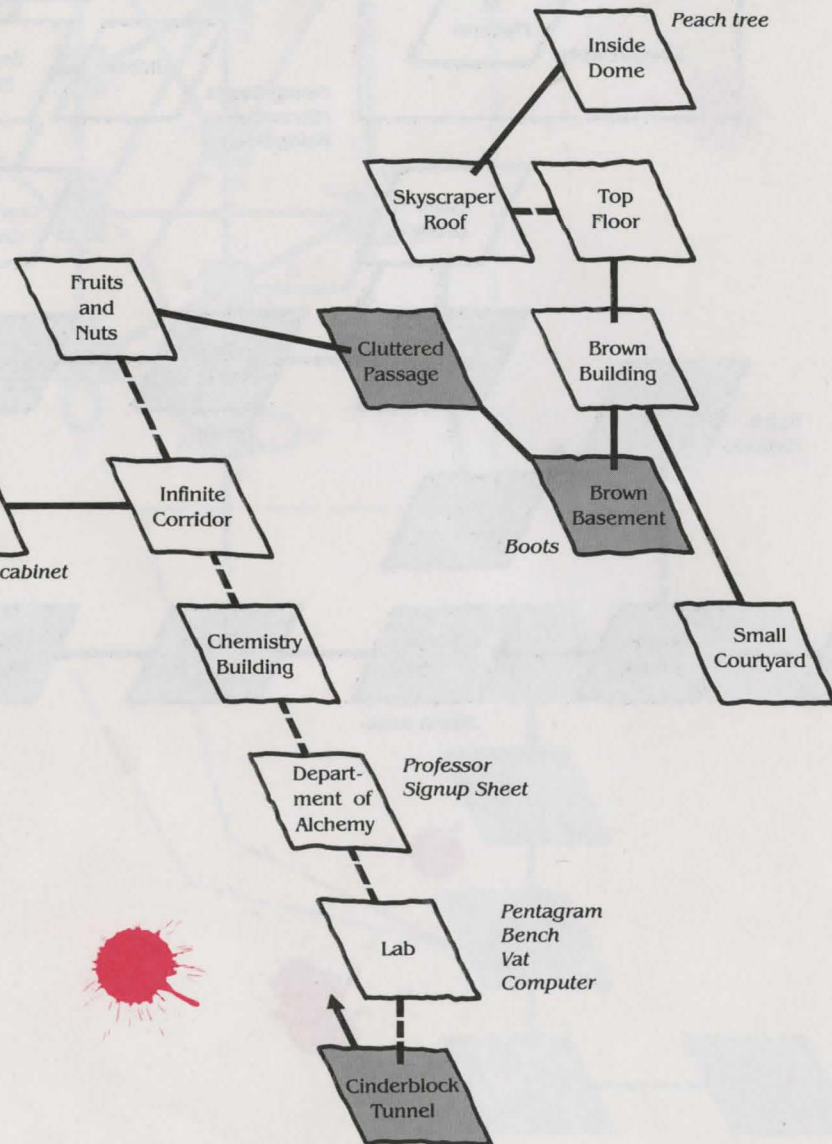 Peach tree
Inside
Dome
Skyscraper
Roof
Top
Floor
Fruits
and
Nuts
Cluttered
Passage
Brown
Building
Infinite
Corridor
Brown
Basement
Boots
cabinet
Chemistry
Building
Small
Courtyard
Depart-
ment of
Alchemy
Professor
Signup Sheet
Lab
Pentagram
Bench
Vat
Computer
Cinderblock
Tunnel